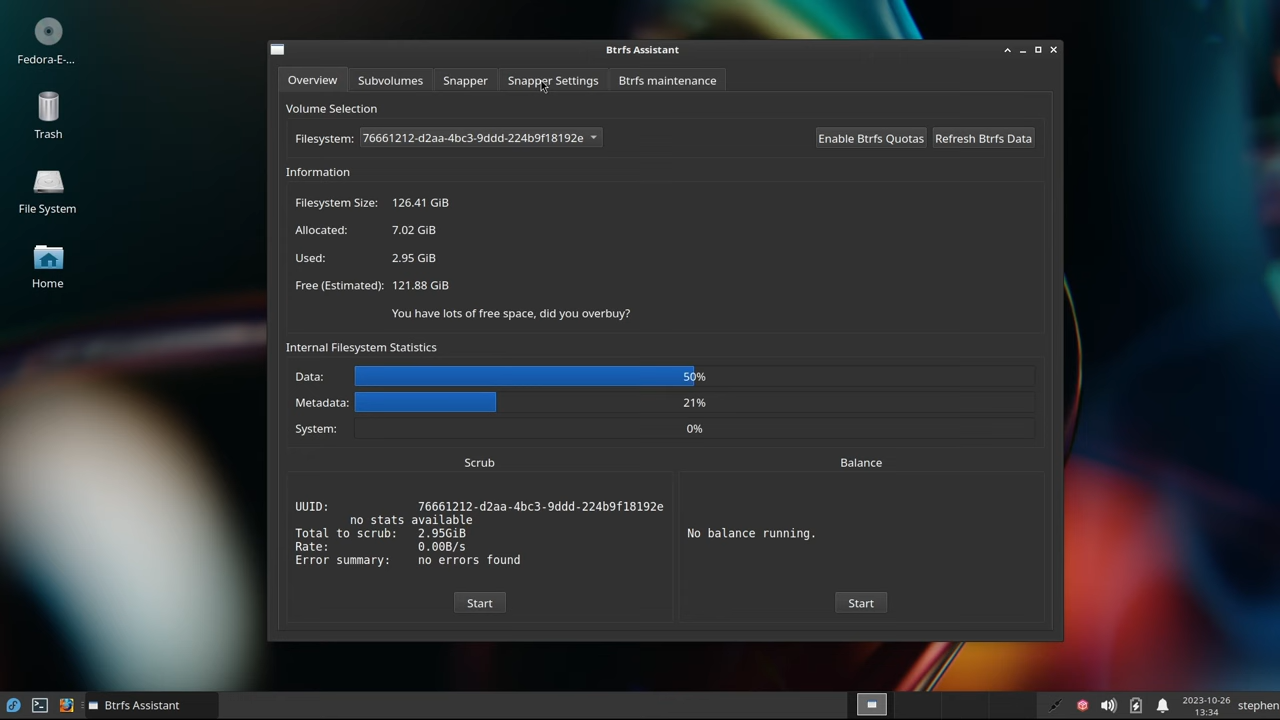 Fedora-E-...
Trash
File System
Home
Btrfs Assistant
Overview
Subvolumes
Snapper
Snapper Settings
Btrfs maintenance
Volume Selection
Filesystem: 76661212-d2aa-4bc3-9ddd-224b9f18192e
Enable Btrfs Quotas
Refresh Btrfs Data
Information
Filesystem Size: 126.41 GiB
Allocated: 7.02 GiB
Used: 2.95 GiB
Free (Estimated): 121.88 GiB
You have lots of free space, did you overbuy?
Internal Filesystem Statistics
Data: 50%
Metadata: 21%
System: 0%
Scrub
UUID: 76661212-d2aa-4bc3-9ddd-224b9f18192e
no stats available
Total to scrub: 2.95GiB
Rate: 0.00B/s
Error summary: no errors found
Start
Balance
No balance running.
Start
Btrfs Assistant
2023-10-26
13:34
stephen